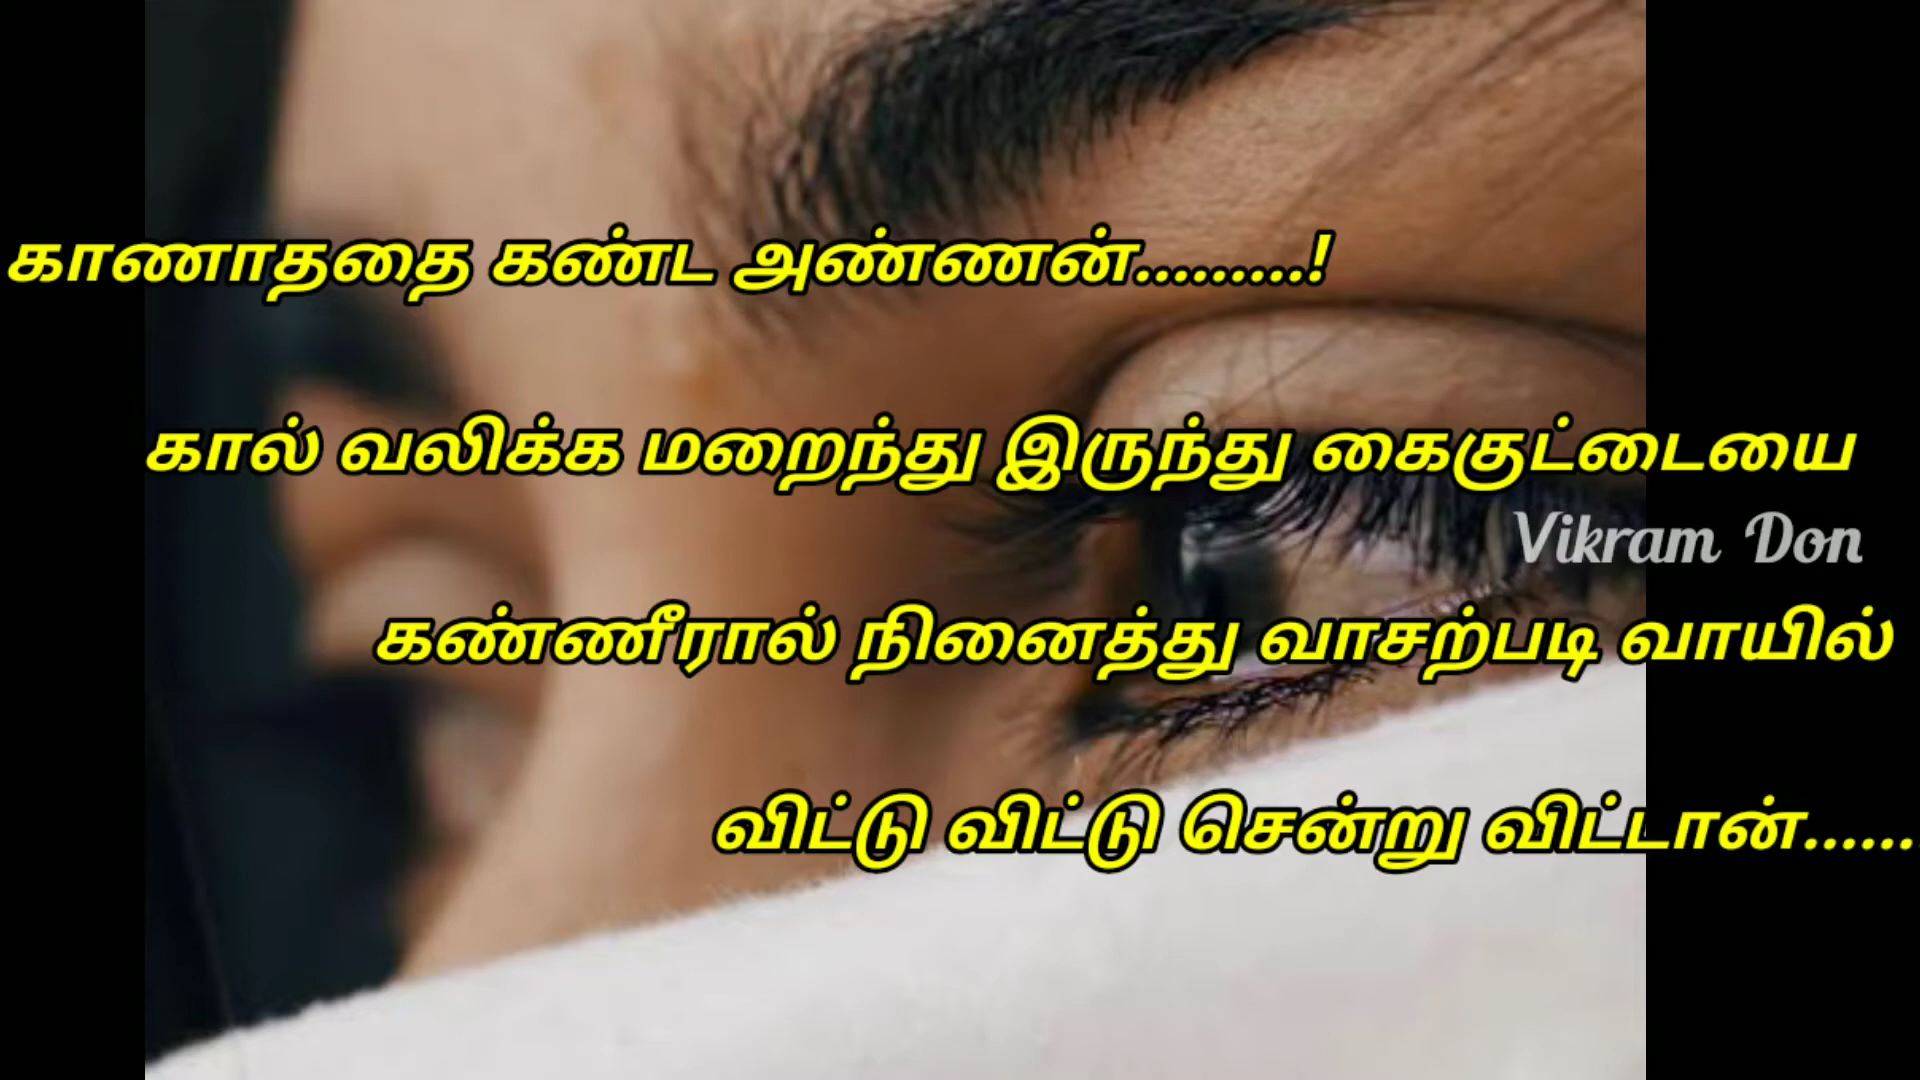 காணாததை கண்ட அண்ணன்.........!
கால் வலிக்க மறைந்து இருந்து கைகுட்டையை
Vikram Don
கண்ணீரால் நினைத்து வாசற்படி வாயில்
விட்டு விட்டு சென்று விட்டான்.......